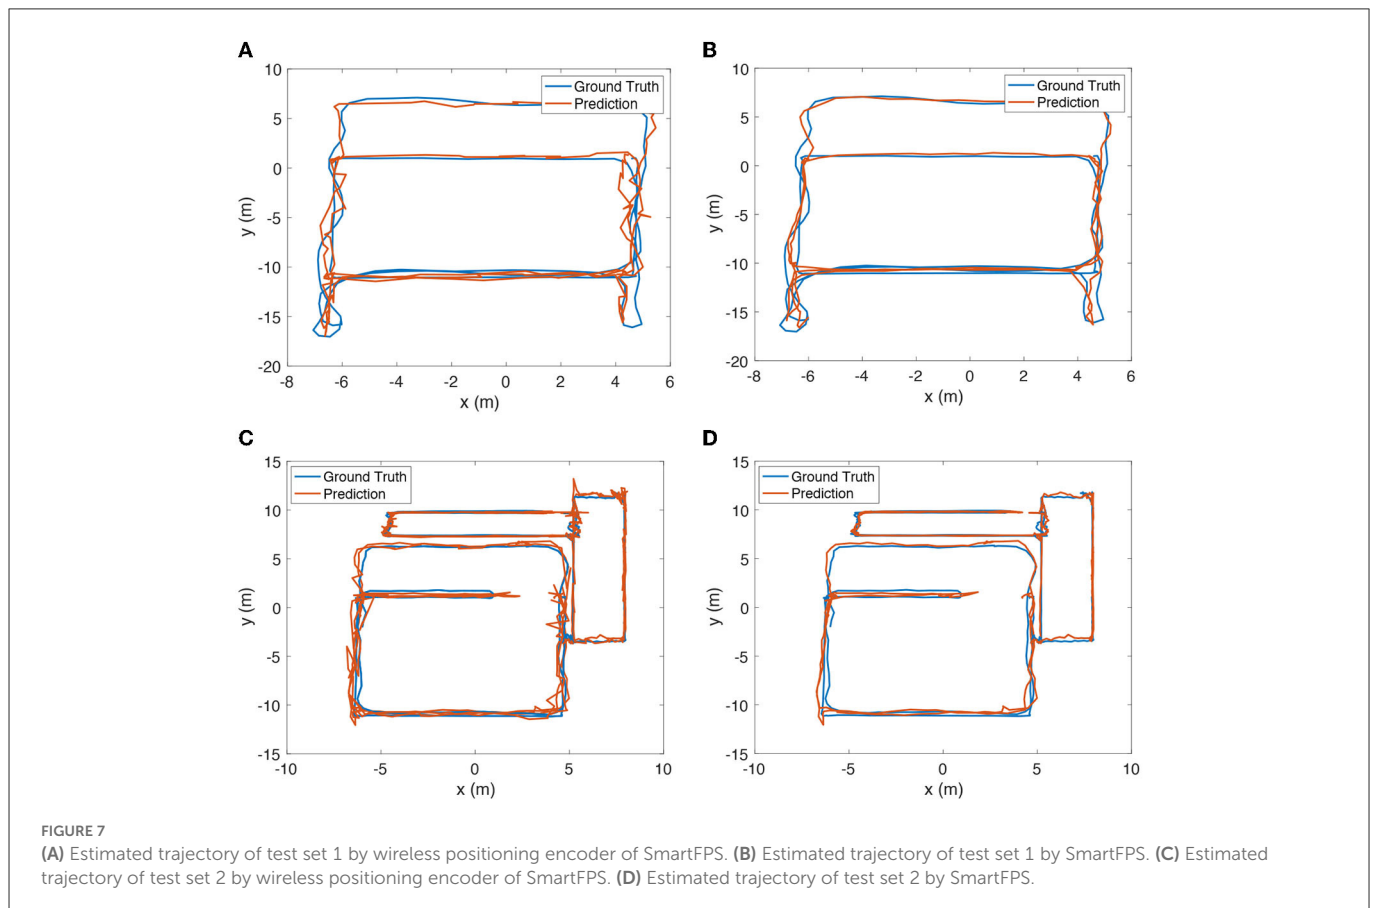 A
10
5
0
-5
-10
-15
-20
y (m)
-8
-6
-4
-2
0
2
4
6
x (m)
Ground Truth
Prediction
B
10
5
0
-5
-10
-15
-20
y (m)
-8
-6
-4
-2
0
2
4
6
x (m)
Ground Truth
Prediction
C
15
10
5
0
-5
-10
-15
y (m)
-10
-5
0
5
10
x (m)
Ground Truth
Prediction
D
15
10
5
0
-5
-10
-15
y (m)
-10
-5
0
5
10
x (m)
Ground Truth
Prediction
FIGURE 7
(A) Estimated trajectory of test set 1 by wireless positioning encoder of SmartFPS. (B) Estimated trajectory of test set 1 by SmartFPS. (C) Estimated
trajectory of test set 2 by wireless positioning encoder of SmartFPS. (D) Estimated trajectory of test set 2 by SmartFPS.